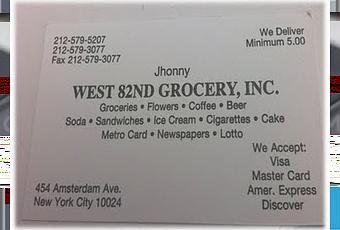 212-579-5207
212-579-3077
Fax 212-579-3077
We Deliver
Minimum 5.00
Jhonny
WEST 82ND GROCERY, INC.
Groceries • Flowers • Coffee • Beer
Soda • Sandwiches • Ice Cream • Cigarettes • Cake
Metro Card • Newspapers • Lotto
We Accept:
Visa
Master Card
Amer. Express
Discover
454 Amsterdam Ave.
New York City 10024